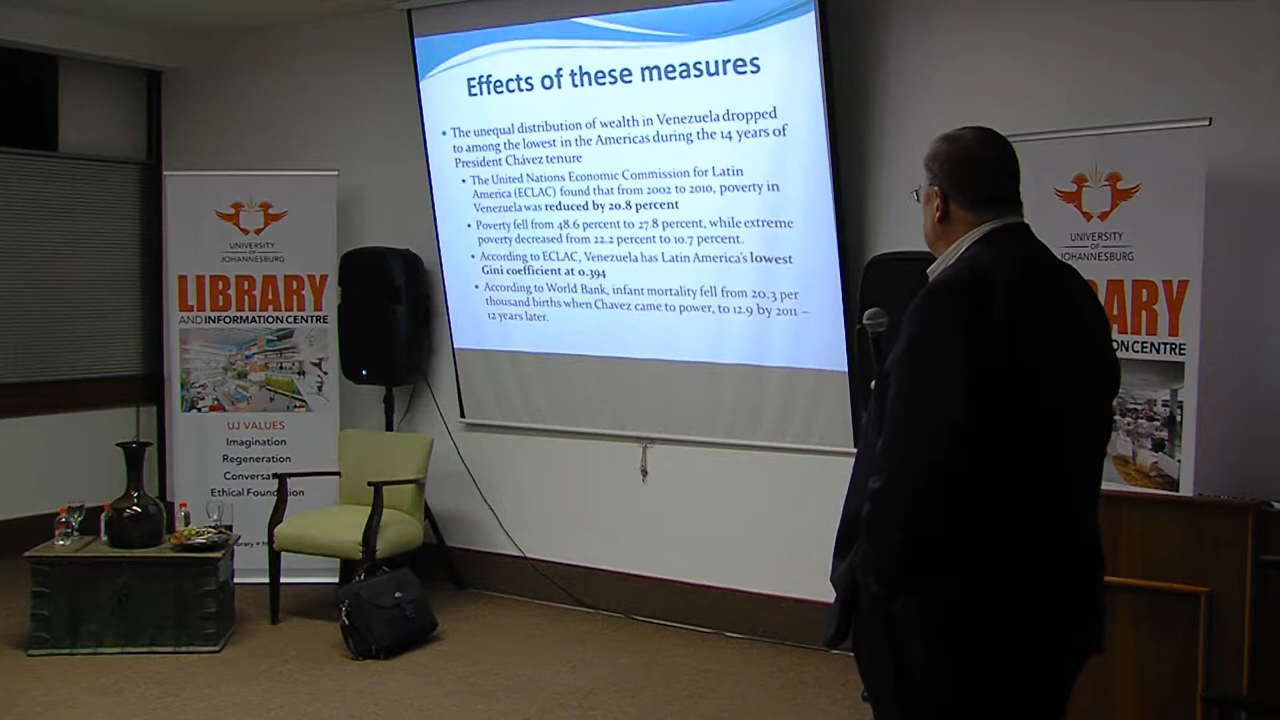 Effects of these measures
• The unequal distribution of wealth in Venezuela dropped
to among the lowest in the Americas during the 14 years of
President Chávez tenure
• The United Nations Economic Commission for Latin
America (ECLAC) found that from 2002 to 2010, poverty in
Venezuela was reduced by 20.8 percent
• Poverty fell from 48.6 percent to 27.8 percent, while extreme
poverty decreased from 22.2 percent to 10.7 percent.
• According to ECLAC, Venezuela has Latin America's lowest
Gini coefficient at 0.394
• According to World Bank, infant mortality fell from 20.3 per
thousand births when Chavez came to power, to 12.9 by 2011 –
12 years later.
UNIVERSITY
OF
JOHANNESBURG
LIBRARY
AND INFORMATION CENTRE
UJ VALUES
Imagination
Regeneration
Ethical
UNIVERSITY
OF
JOHANNESBURG
CENTRE